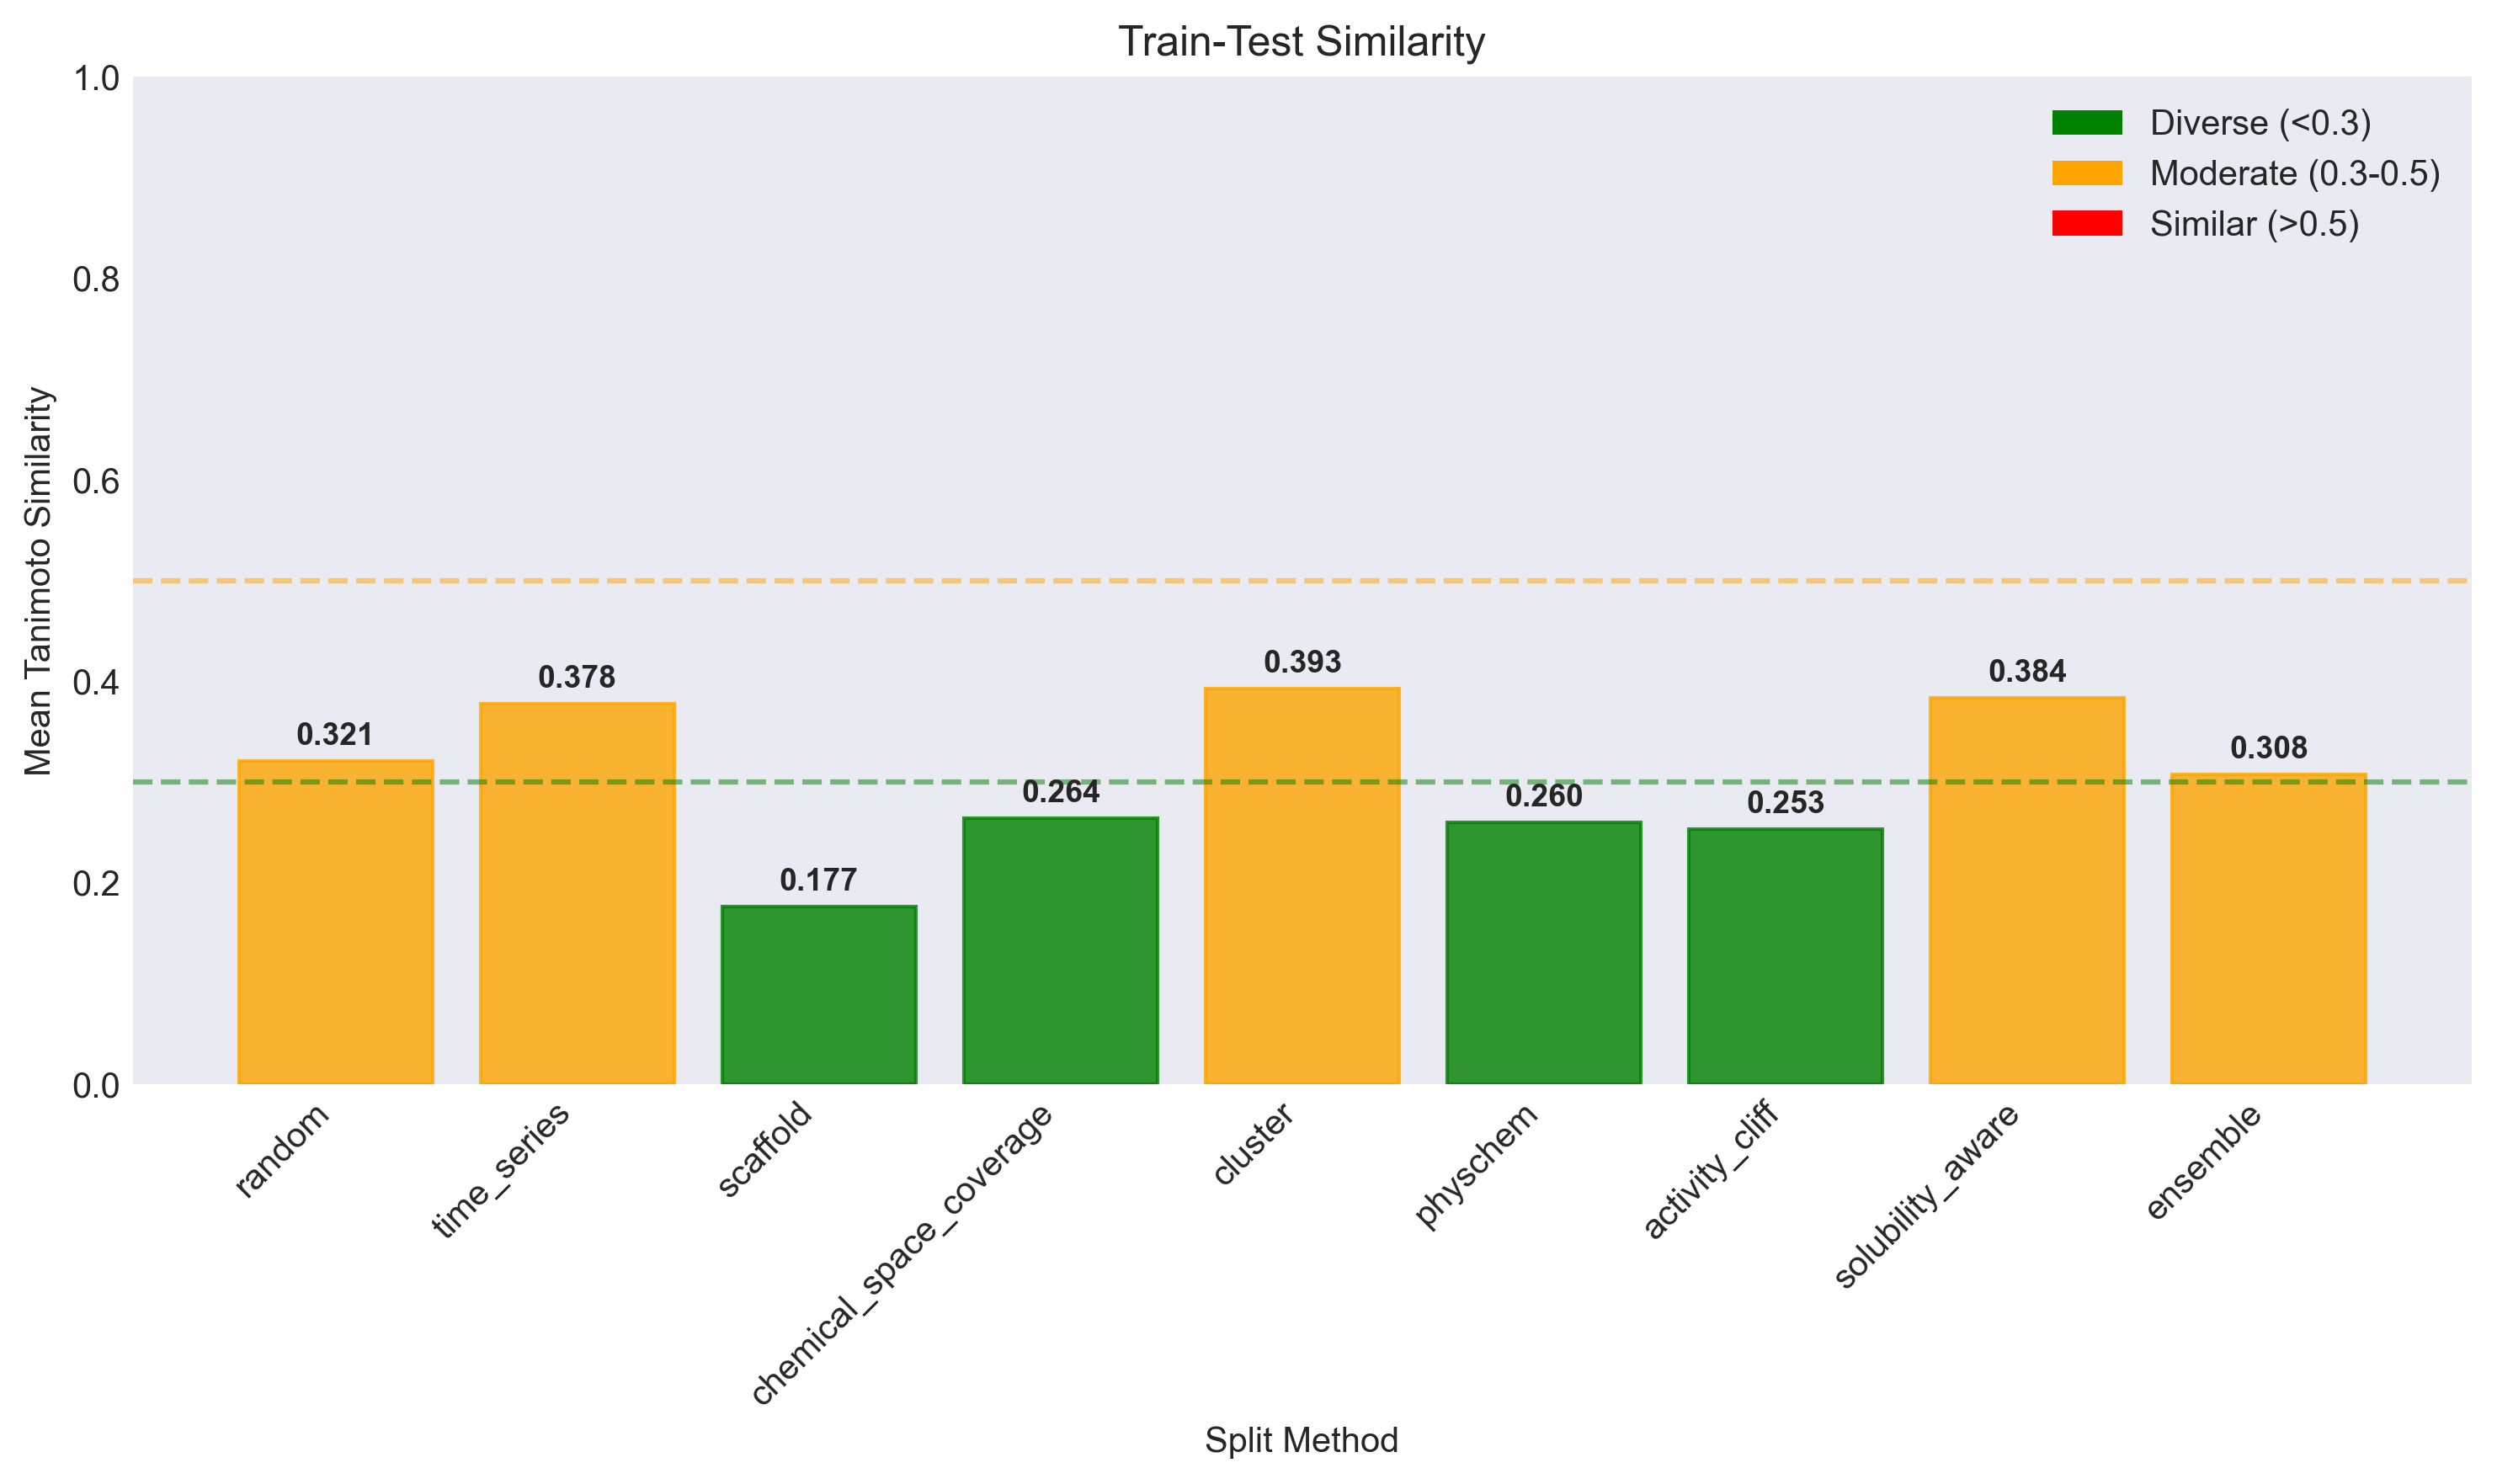 Train-Test Similarity
1.0
0.8
0.6
0.4
0.2
0.0
Mean Tanimoto Similarity
Diverse (<0.3)
Moderate (0.3-0.5)
Similar (>0.5)
0.321
0.378
0.177
0.264
0.393
0.260
0.253
0.384
0.308
random
time_series
scaffold
chemical_space_coverage
cluster
physchem
activity_cliff
solubility_aware
ensemble
Split Method